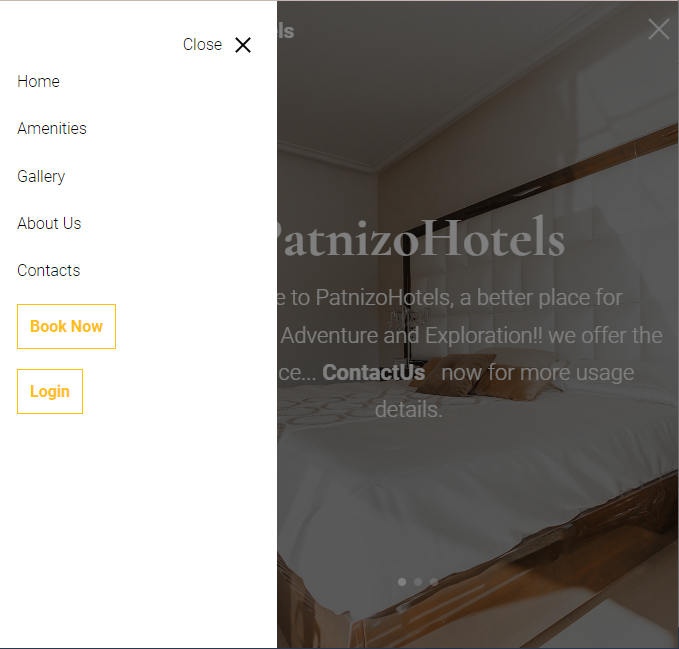 Close
Home
Amenities
Gallery
About Us
Contacts
Book Now
Login
els
PatnizoHotels
e to PatnizoHotels, a better place for
Adventure and Exploration!! we offer the
ce... ContactUs now for more usage
details.